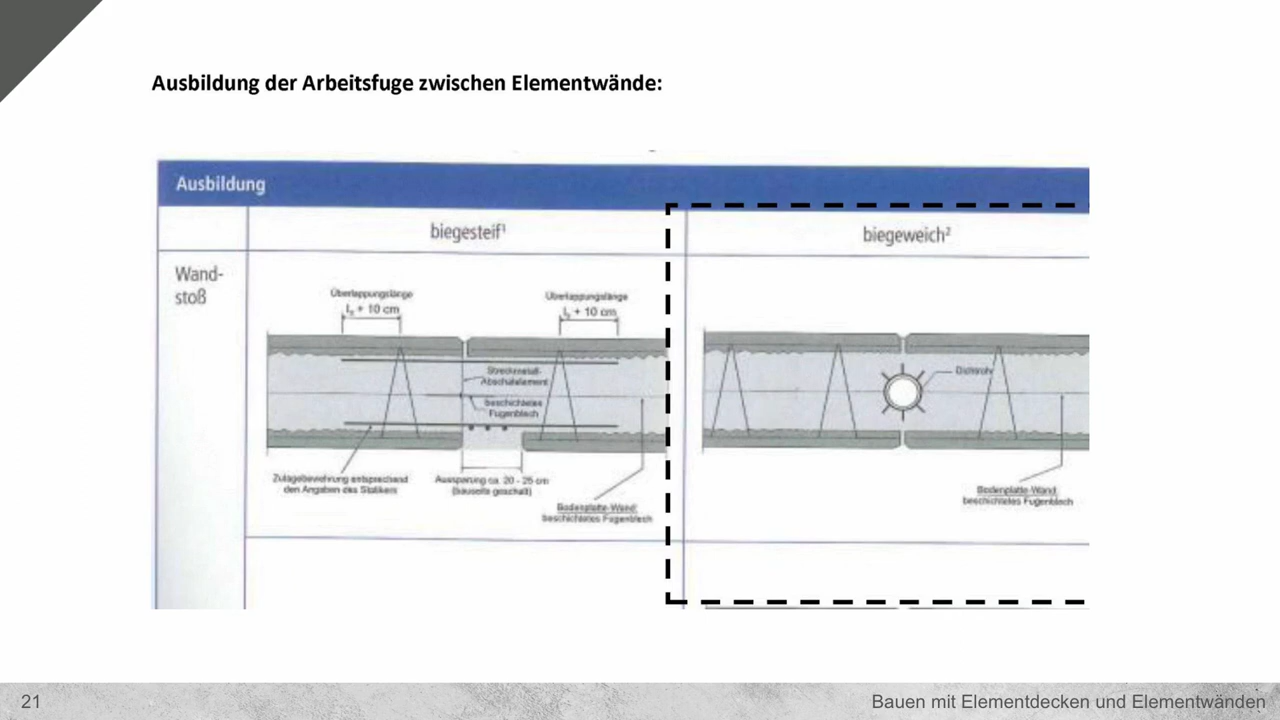 Ausbildung der Arbeitsfuge zwischen Elementwände:
Ausbildung
biegesteif¹
biegeweich²
Wand-
stoß
Überlappungslänge
lₛ + 10 cm
Überlappungslänge
lₛ + 10 cm
Streckmetall-
Abschalelement
beschichtetes
Fugenblech
Zulagebewehrung entsprechend
den Angaben des Statikers
Aussparung ca. 20 - 25 cm
(bauseits geschalt)
Bodenplatte-Wand:
beschichtetes Fugenblech
Dichtrohr
Bodenplatte-Wand:
beschichtetes Fugenblech
21
Bauen mit Elementdecken und Elementwänden